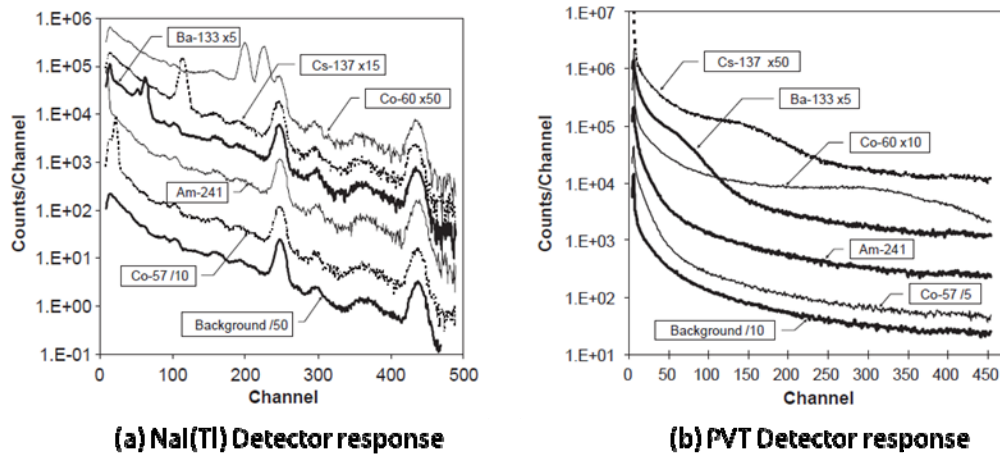 1.E+06
1.E+05
1.E+04
1.E+03
1.E+02
1.E+01
1.E+00
1.E-01
Counts/Channel
Ba-133 x5
Cs-137 x15
Co-60 x50
Am-241
Co-57 /10
Background /50
0 100 200 300 400 500
Channel
(a) NaI(Tl) Detector response
1.E+07
1.E+06
1.E+05
1.E+04
1.E+03
1.E+02
1.E+01
Counts/Channel
Cs-137 x50
Ba-133 x5
Co-60 x10
Am-241
Co-57 /5
Background /10
0 50 100 150 200 250 300 350 400 450
Channel
(b) PVT Detector response